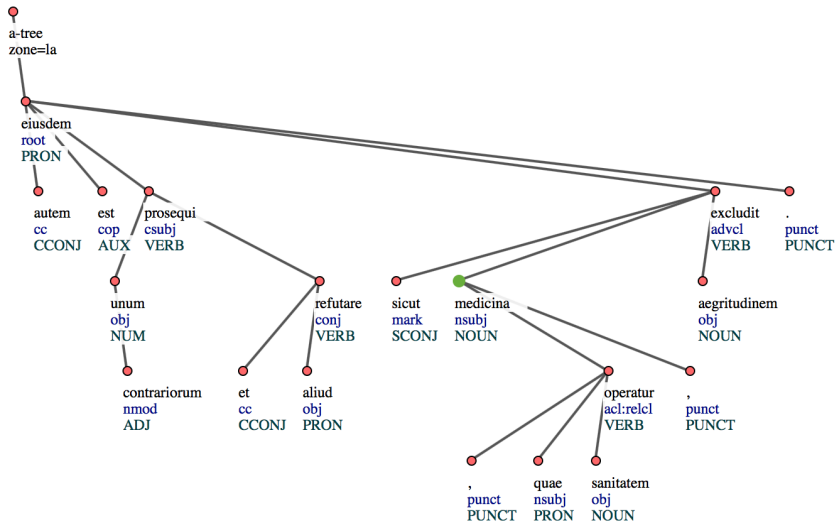 a-tree
zone=la
eiusdem
root
PRON
autem est prosequi excludit .
cc cop csubj advcl punct
CCONJ AUX VERB VERB PUNCT
unum refutare sicut medicina aegritudinem
obj conj mark nsubj obj
NUM VERB SCONJ NOUN NOUN
contrariorum et aliud operatur ,
nmod cc obj acl:relcl punct
ADJ CCONJ PRON VERB PUNCT
, quae sanitatem
punct nsubj obj
PUNCT PRON NOUN